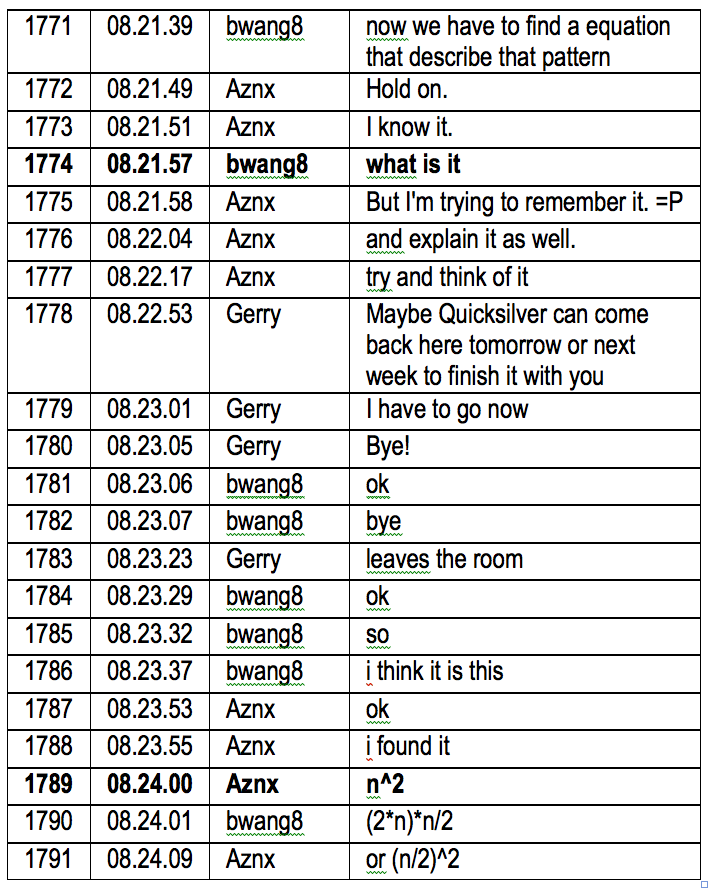 1771 08.21.39 bwang8 now we have to find a equation
that describe that pattern
1772 08.21.49 Aznx Hold on.
1773 08.21.51 Aznx I know it.
1774 08.21.57 bwang8 what is it
1775 08.21.58 Aznx But I'm trying to remember it. =P
1776 08.22.04 Aznx and explain it as well.
1777 08.22.17 Aznx try and think of it
1778 08.22.53 Gerry Maybe Quicksilver can come
back here tomorrow or next
week to finish it with you
1779 08.23.01 Gerry I have to go now
1780 08.23.05 Gerry Bye!
1781 08.23.06 bwang8 ok
1782 08.23.07 bwang8 bye
1783 08.23.23 Gerry leaves the room
1784 08.23.29 bwang8 ok
1785 08.23.32 bwang8 so
1786 08.23.37 bwang8 i think it is this
1787 08.23.53 Aznx ok
1788 08.23.55 Aznx i found it
1789 08.24.00 Aznx n^2
1790 08.24.01 bwang8 (2*n)*n/2
1791 08.24.09 Aznx or (n/2)^2